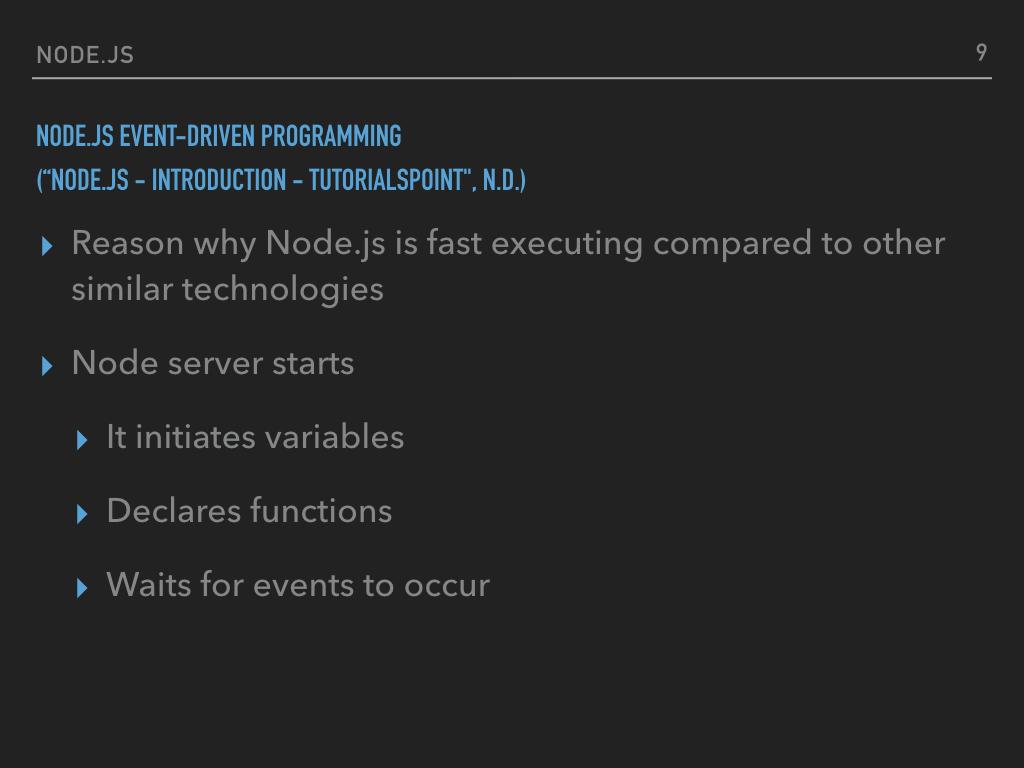 NODE.JS
9
NODE.JS EVENT-DRIVEN PROGRAMMING
(“NODE.JS - INTRODUCTION - TUTORIALSPOINT", N.D.)
Reason why Node.js is fast executing compared to other
similar technologies
Node server starts
It initiates variables
Declares functions
Waits for events to occur